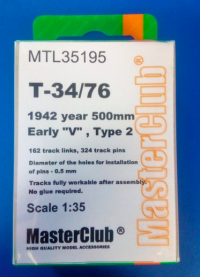 MTL35195
T-34/76
1942 year 500mm
Early "V" , Type 2
162 track links, 324 track pins
Diameter of the holes for installation
of pins - 0.5 mm
Tracks fully workable after assembly.
No glue required.
Scale 1:35
MasterClub®
HIGH QUALITY MODEL ACCESSORIES
MasterClub®